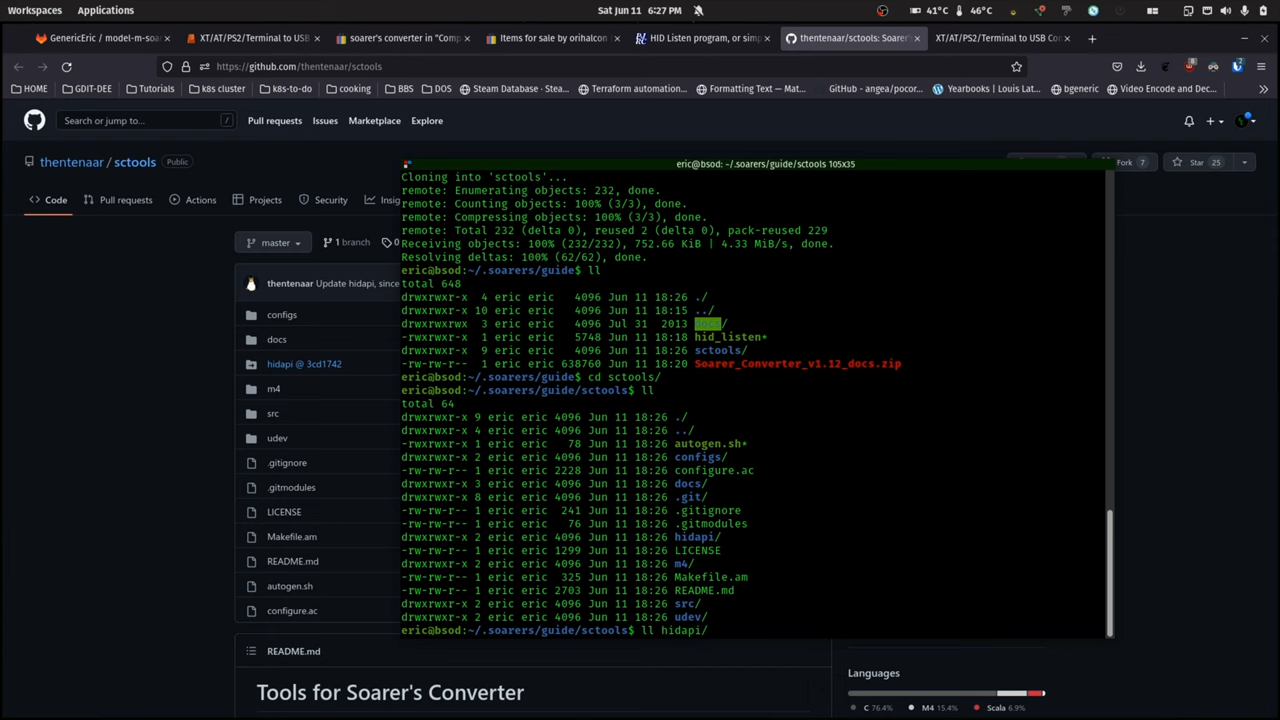 Workspaces Applications Sat Jun 11 6:27 PM 41°C 46°C
GenericEric / model-m-soa XT/AT/PS2/Terminal to USB soarer's converter in "Comp Items for sale by orihalcon HID Listen program, or simp thentenaar/sctools: Soarer' XT/AT/PS2/Terminal to USB Con
https://github.com/thentenaar/sctools
HOME GDIT-DEE Tutorials k8s cluster k8s-to-do cooking BBS DOS Steam Database · Stea... Terraform automation... Formatting Text — Mat... GitHub - angea/pocor... Yearbooks | Louis Lat... bgeneric Video Encode and Dec...
Search or jump to... / Pull requests Issues Marketplace Explore
thentenaar / sctools Public Fork 7 Star 25
Code Pull requests Actions Projects Security Insig
master 1 branch 0
thentenaar Update hidapi, since
configs
docs
hidapi @ 3cd1742
m4
src
udev
.gitignore
.gitmodules
LICENSE
Makefile.am
README.md
autogen.sh
configure.ac
README.md
Tools for Soarer's Converter
Languages
C 76.4% M4 15.4% Scala 6.9%
eric@bsod: ~/.soarers/guide/sctools 105x35
Cloning into 'sctools'...
remote: Enumerating objects: 232, done.
remote: Counting objects: 100% (3/3), done.
remote: Compressing objects: 100% (3/3), done.
remote: Total 232 (delta 0), reused 2 (delta 0), pack-reused 229
Receiving objects: 100% (232/232), 752.66 KiB | 4.33 MiB/s, done.
Resolving deltas: 100% (62/62), done.
eric@bsod:~/.soarers/guide$ ll
total 648
drwxrwxr-x 4 eric eric 4096 Jun 11 18:26 ./
drwxrwxr-x 10 eric eric 4096 Jun 11 18:15 ../
drwxrwxrwx 3 eric eric 4096 Jul 31 2013 docs/
-rwxrwxr-x 1 eric eric 5748 Jun 11 18:18 hid_listen*
drwxrwxr-x 9 eric eric 4096 Jun 11 18:26 sctools/
-rw-rw-r-- 1 eric eric 638760 Jun 11 18:20 Soarer_Converter_v1.12_docs.zip
eric@bsod:~/.soarers/guide$ cd sctools/
eric@bsod:~/.soarers/guide/sctools$ ll
total 64
drwxrwxr-x 9 eric eric 4096 Jun 11 18:26 ./
drwxrwxr-x 4 eric eric 4096 Jun 11 18:26 ../
-rwxrwxr-x 1 eric eric 78 Jun 11 18:26 autogen.sh*
drwxrwxr-x 2 eric eric 4096 Jun 11 18:26 configs/
-rw-rw-r-- 1 eric eric 2228 Jun 11 18:26 configure.ac
drwxrwxr-x 3 eric eric 4096 Jun 11 18:26 docs/
drwxrwxr-x 8 eric eric 4096 Jun 11 18:26 .git/
-rw-rw-r-- 1 eric eric 241 Jun 11 18:26 .gitignore
-rw-rw-r-- 1 eric eric 76 Jun 11 18:26 .gitmodules
drwxrwxr-x 2 eric eric 4096 Jun 11 18:26 hidapi/
-rw-rw-r-- 1 eric eric 1299 Jun 11 18:26 LICENSE
drwxrwxr-x 2 eric eric 4096 Jun 11 18:26 m4/
-rw-rw-r-- 1 eric eric 325 Jun 11 18:26 Makefile.am
-rw-rw-r-- 1 eric eric 2703 Jun 11 18:26 README.md
drwxrwxr-x 2 eric eric 4096 Jun 11 18:26 src/
drwxrwxr-x 2 eric eric 4096 Jun 11 18:26 udev/
eric@bsod:~/.soarers/guide/sctools$ ll hidapi/